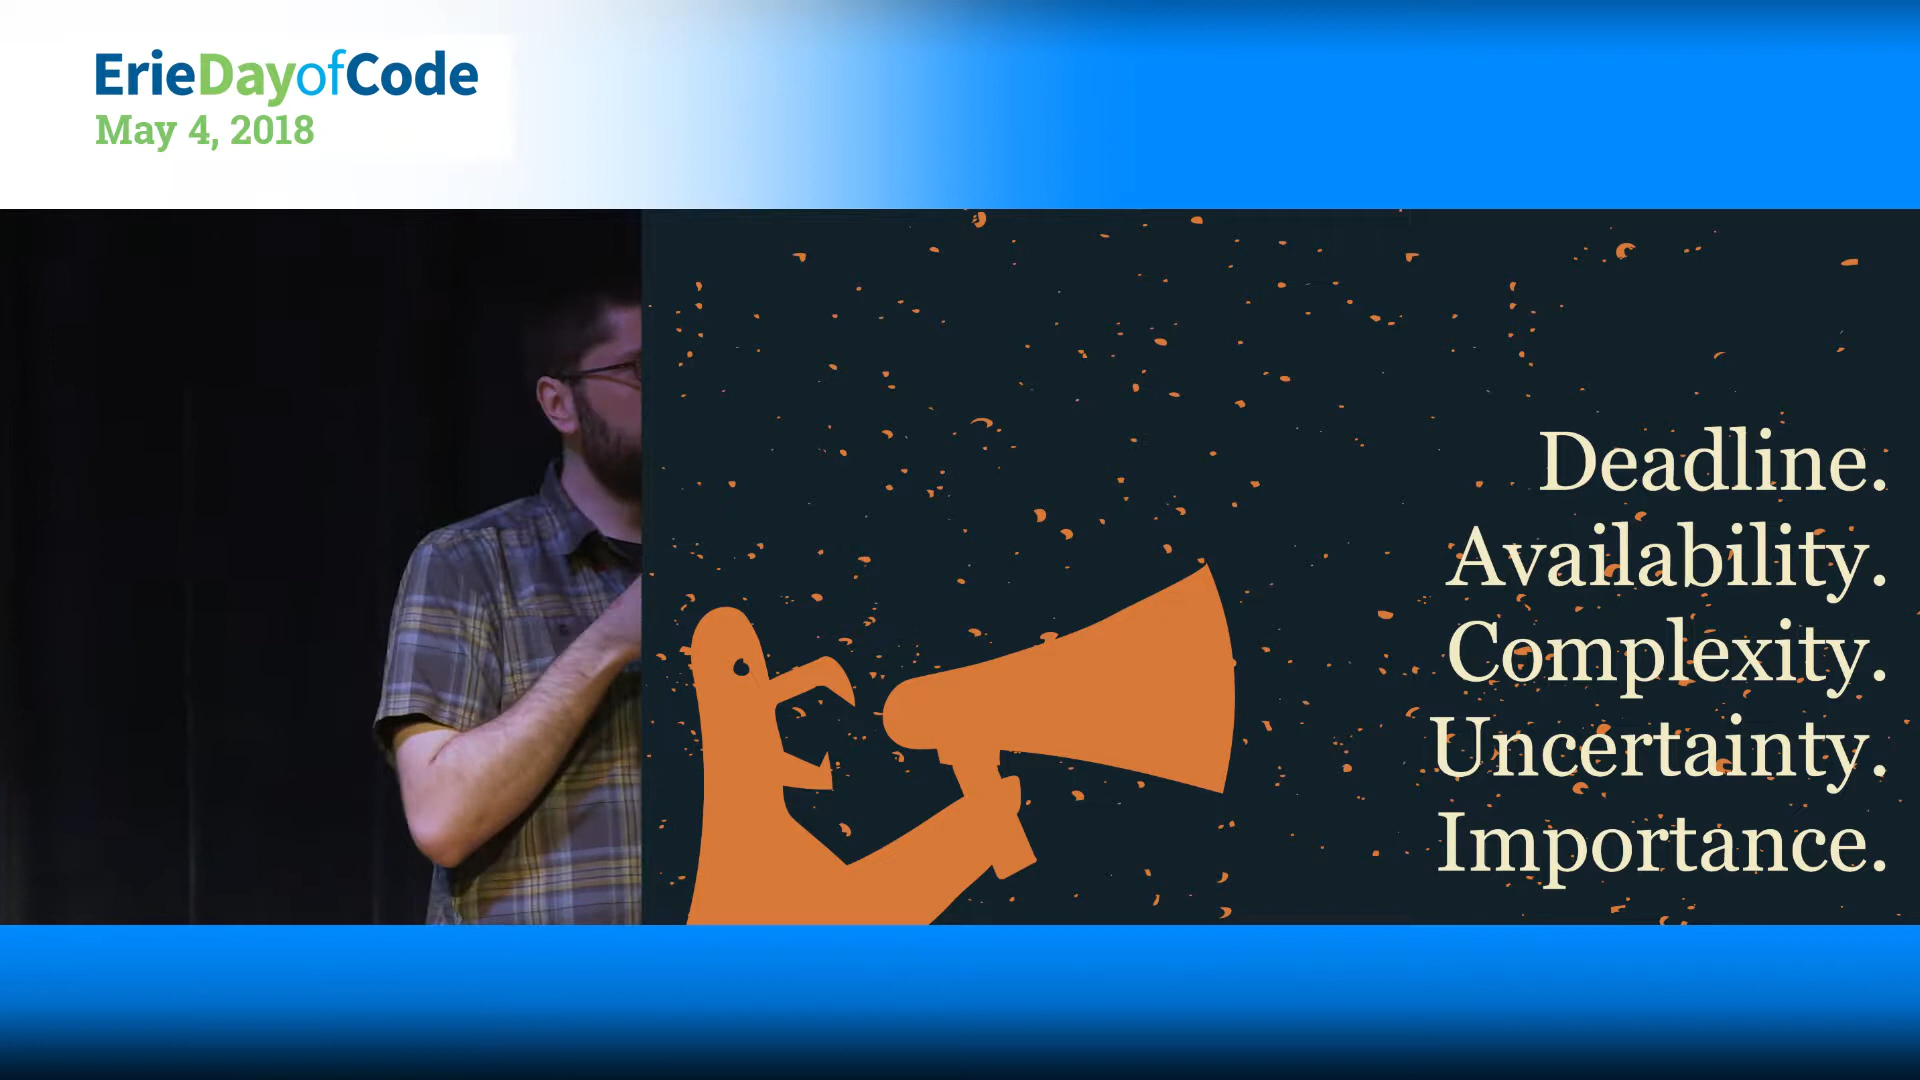 ErieDayofCode
May 4, 2018
Deadline.
Availability.
Complexity.
Uncertainty.
Importance.